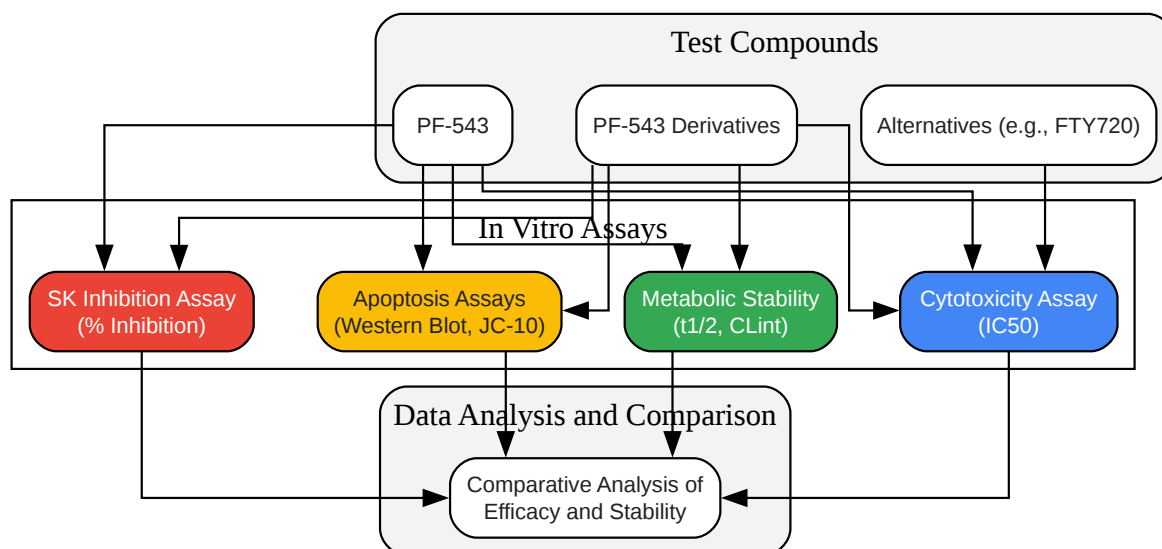 Test Compounds
PF-543
PF-543 Derivatives
Alternatives (e.g., FTY720)
In Vitro Assays
SK Inhibition Assay
(% Inhibition)
Apoptosis Assays
(Western Blot, JC-10)
Metabolic Stability
(t1/2, CLint)
Cytotoxicity Assay
(IC50)
Data Analysis and Comparison
Comparative Analysis of
Efficacy and Stability